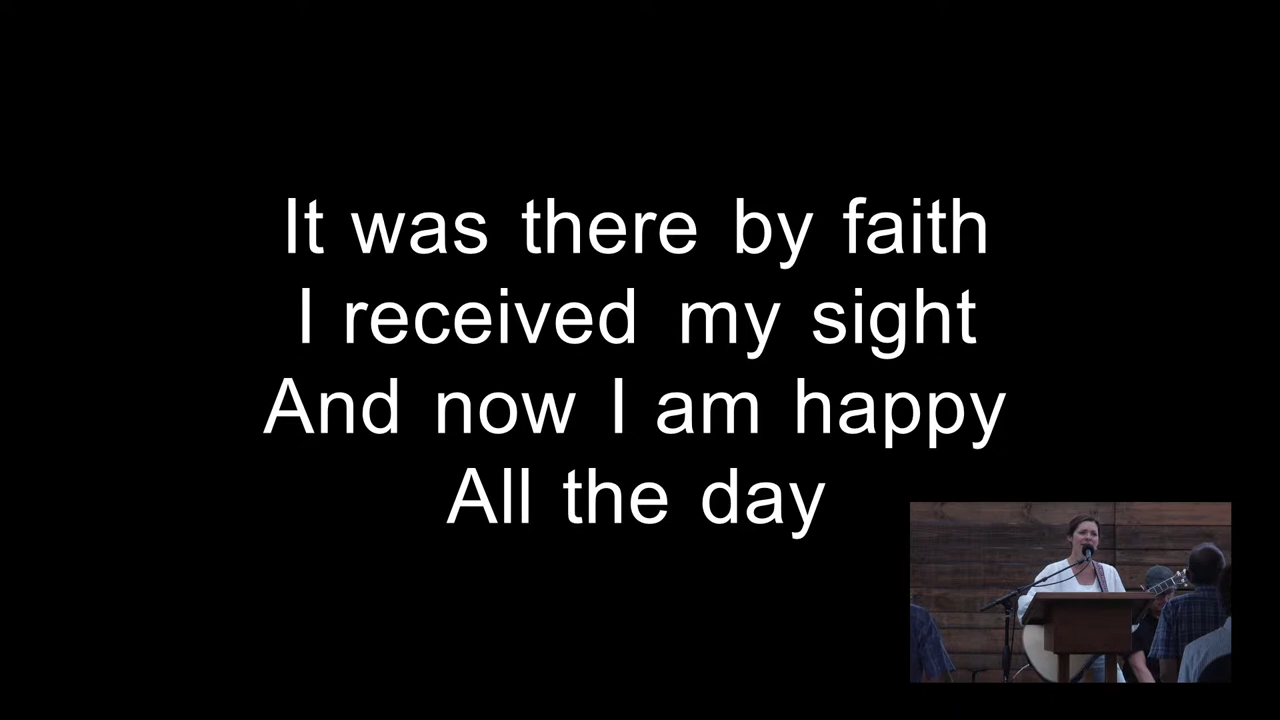 It was there by faith
I received my sight
And now I am happy
All the day